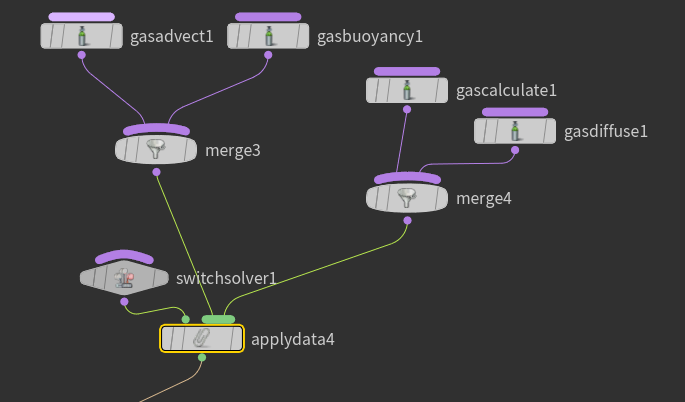 gasadvect1
gasbuoyancy1
gascalculate1
gasdiffuse1
merge3
merge4
switchsolver1
applydata4